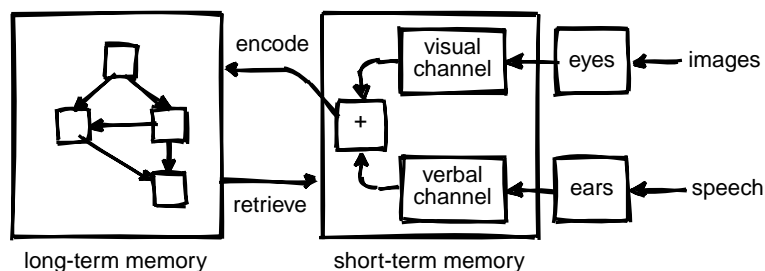 encode
visual
channel
eyes
images
+
verbal
channel
ears
speech
retrieve
long-term memory
short-term memory